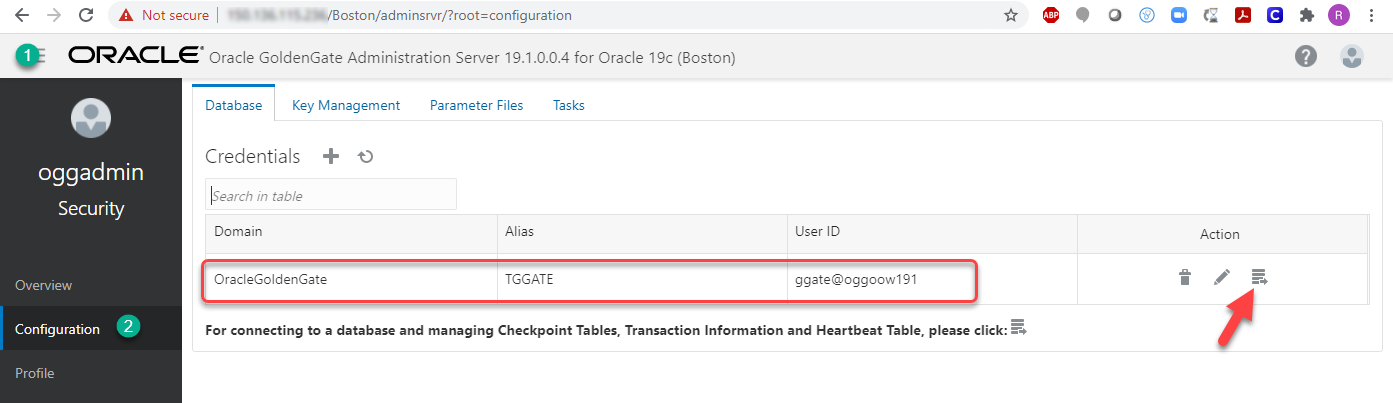 Not secure /Boston/adminsrvr/?root=configuration ABP C R
1 ORACLE® Oracle GoldenGate Administration Server 19.1.0.0.4 for Oracle 19c (Boston) ?
oggadmin
Security
Overview
Configuration 2
Profile
Database Key Management Parameter Files Tasks
Credentials
Search in table
Domain Alias User ID Action
OracleGoldenGate TGGATE ggate@oggoow191
For connecting to a database and managing Checkpoint Tables, Transaction Information and Heartbeat Table, please click: